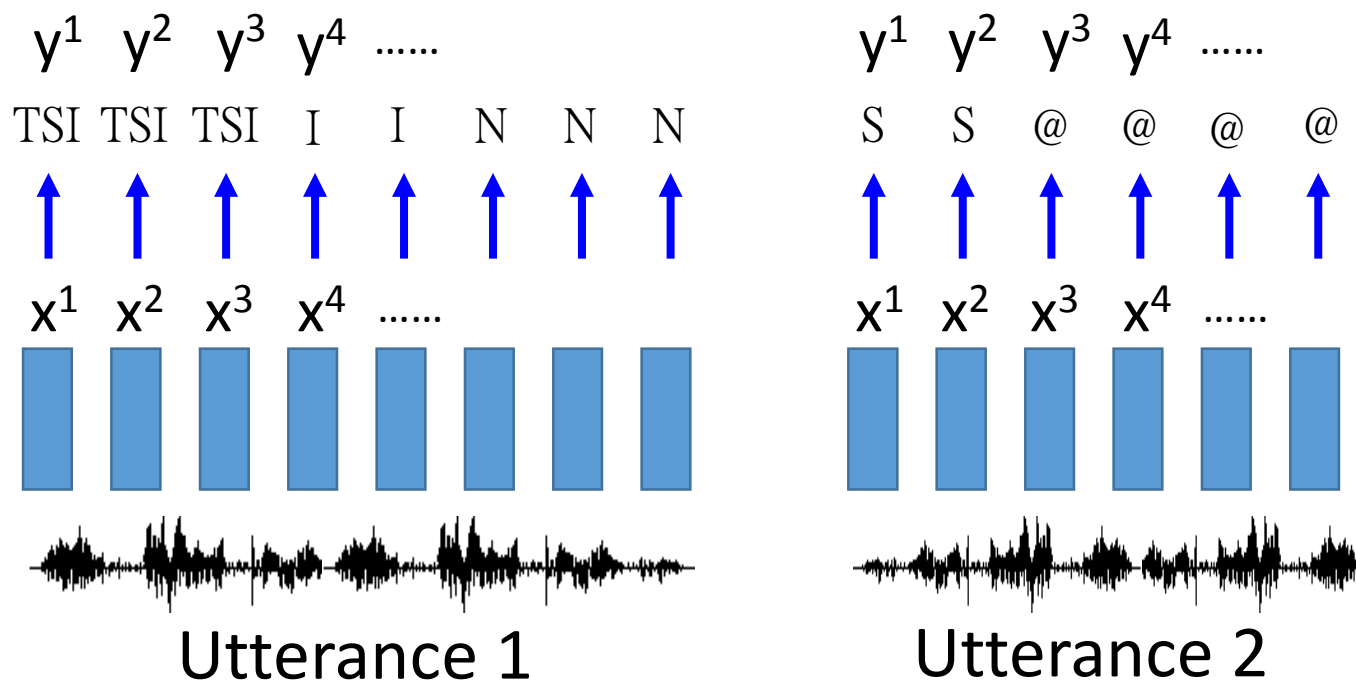 y¹ y² y³ y⁴ ……
TSI TSI TSI I I N N N
x¹ x² x³ x⁴ ……
Utterance 1
y¹ y² y³ y⁴ ……
S S @ @ @ @
x¹ x² x³ x⁴ ……
Utterance 2